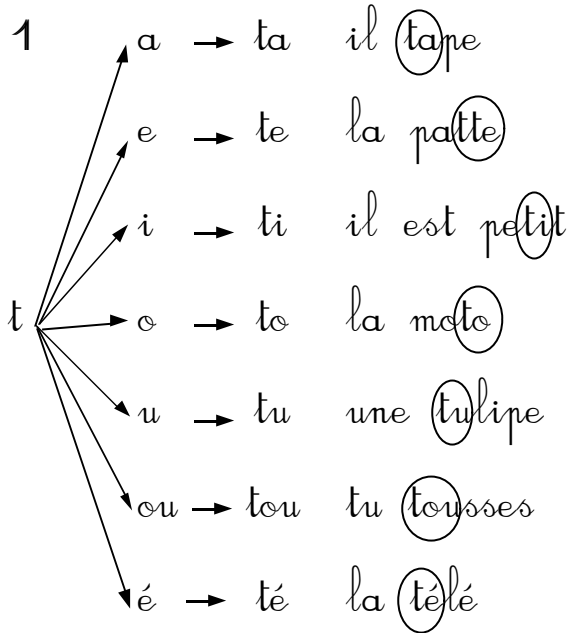 1 a ta il tape
e te la patte
i ti il est petit
t o to la moto
u tu une tulipe
ou tou tu tousses
é té la télé